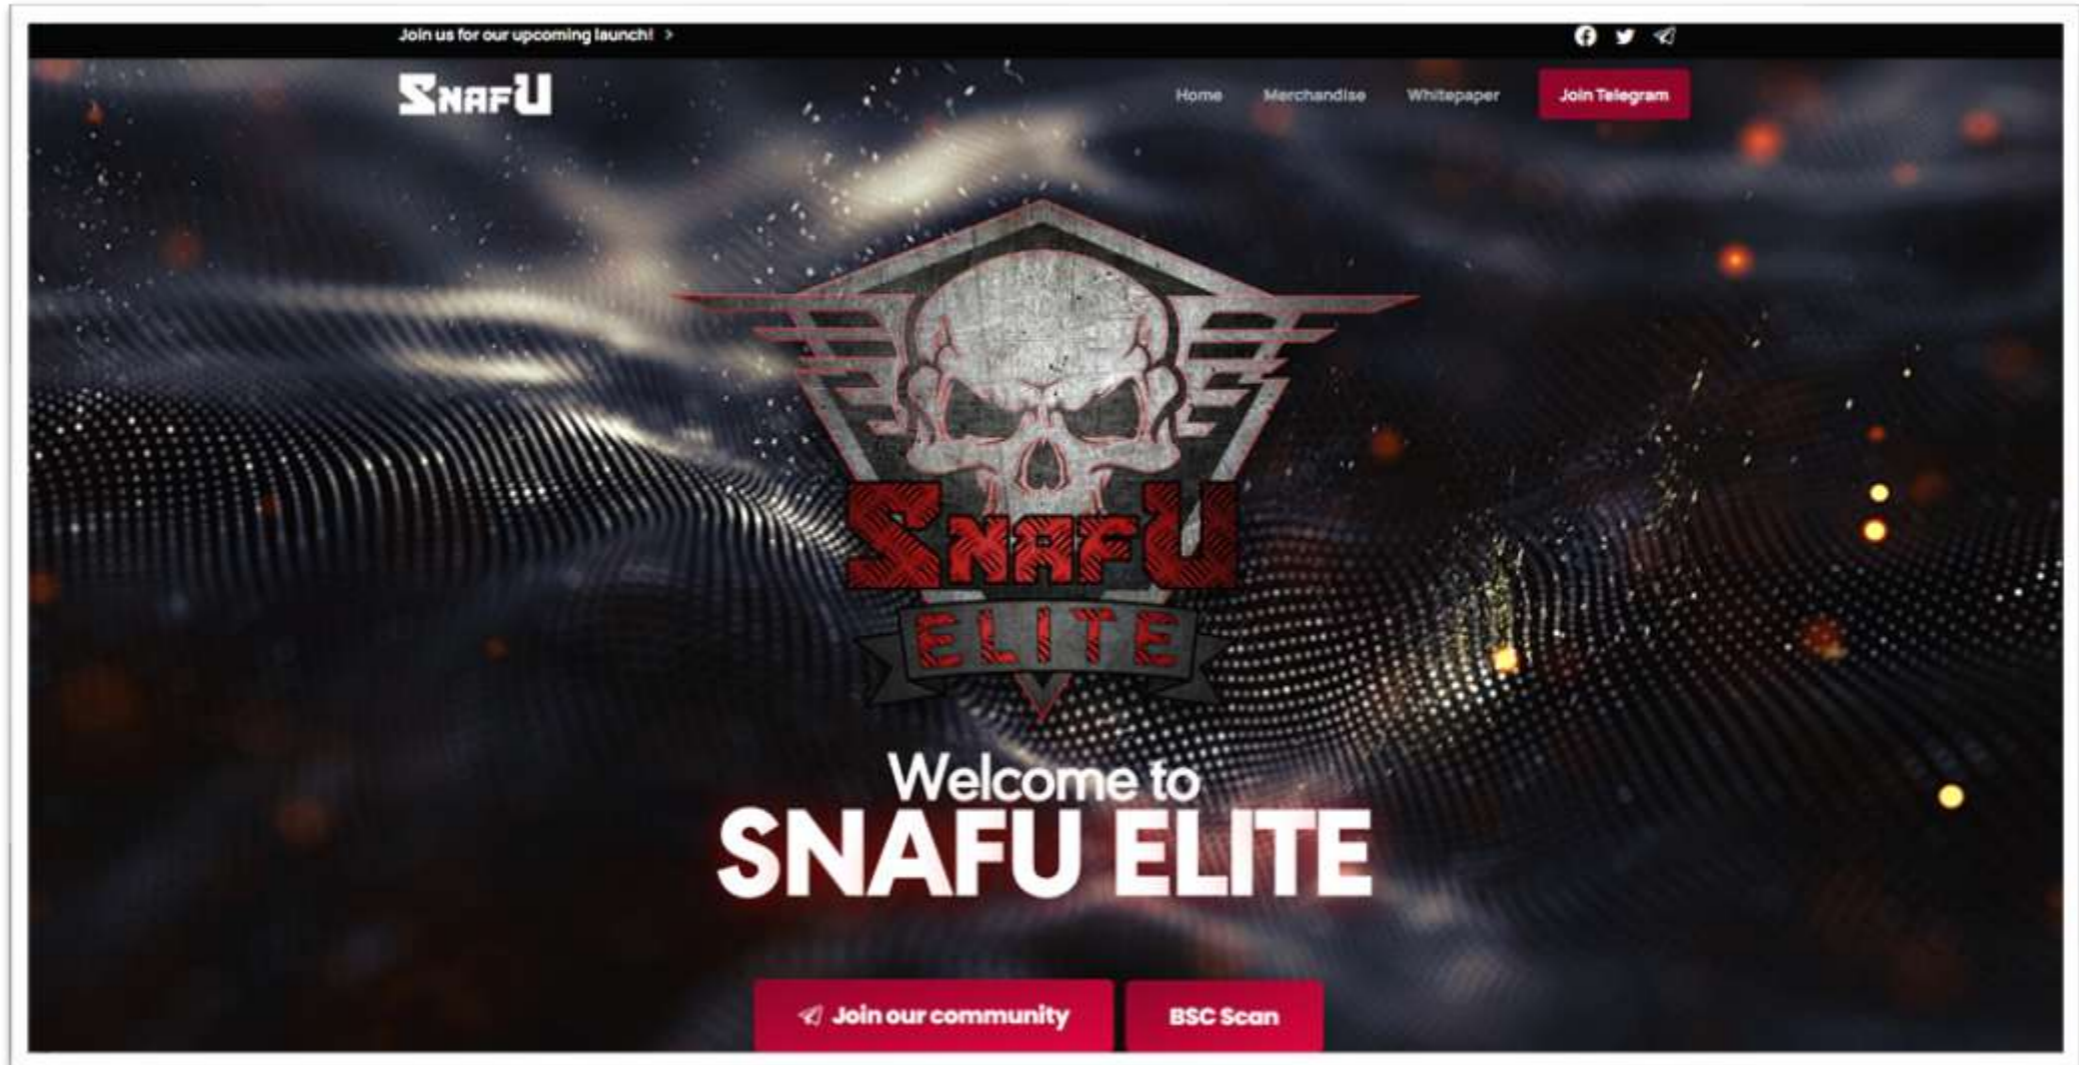 Join us for our upcoming launch! >
SNAFU
Home Merchandise Whitepaper Join Telegram
SNAFU
ELITE
Welcome to
SNAFU ELITE
Join our community BSC Scan